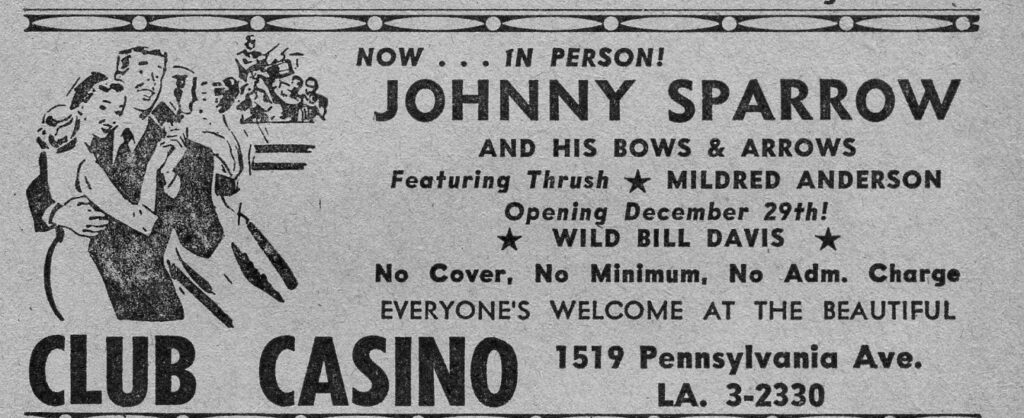 NOW . . . IN PERSON!
JOHNNY SPARROW
AND HIS BOWS & ARROWS
Featuring Thrush ★ MILDRED ANDERSON
Opening December 29th!
★ WILD BILL DAVIS ★
No Cover, No Minimum, No Adm. Charge
EVERYONE'S WELCOME AT THE BEAUTIFUL
CLUB CASINO
1519 Pennsylvania Ave.
LA. 3-2330